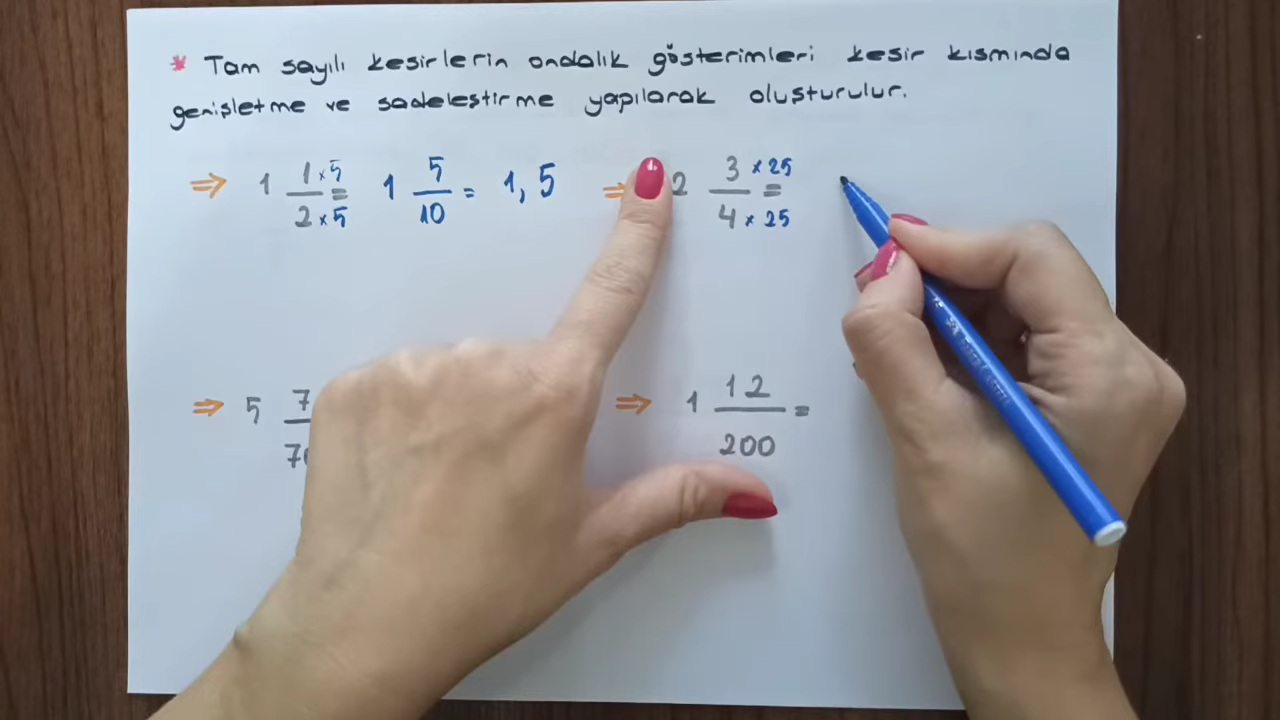 * Tam sayılı kesirlerin ondalık gösterimleri kesir kısmında
genişletme ve sadeleştirme yapılarak oluşturulur.
⇒ 1 1×5/2×5 = 1 5/10 = 1,5
⇒ 2 3×25/4×25 =
⇒ 5 7
⇒ 1 12/200 =